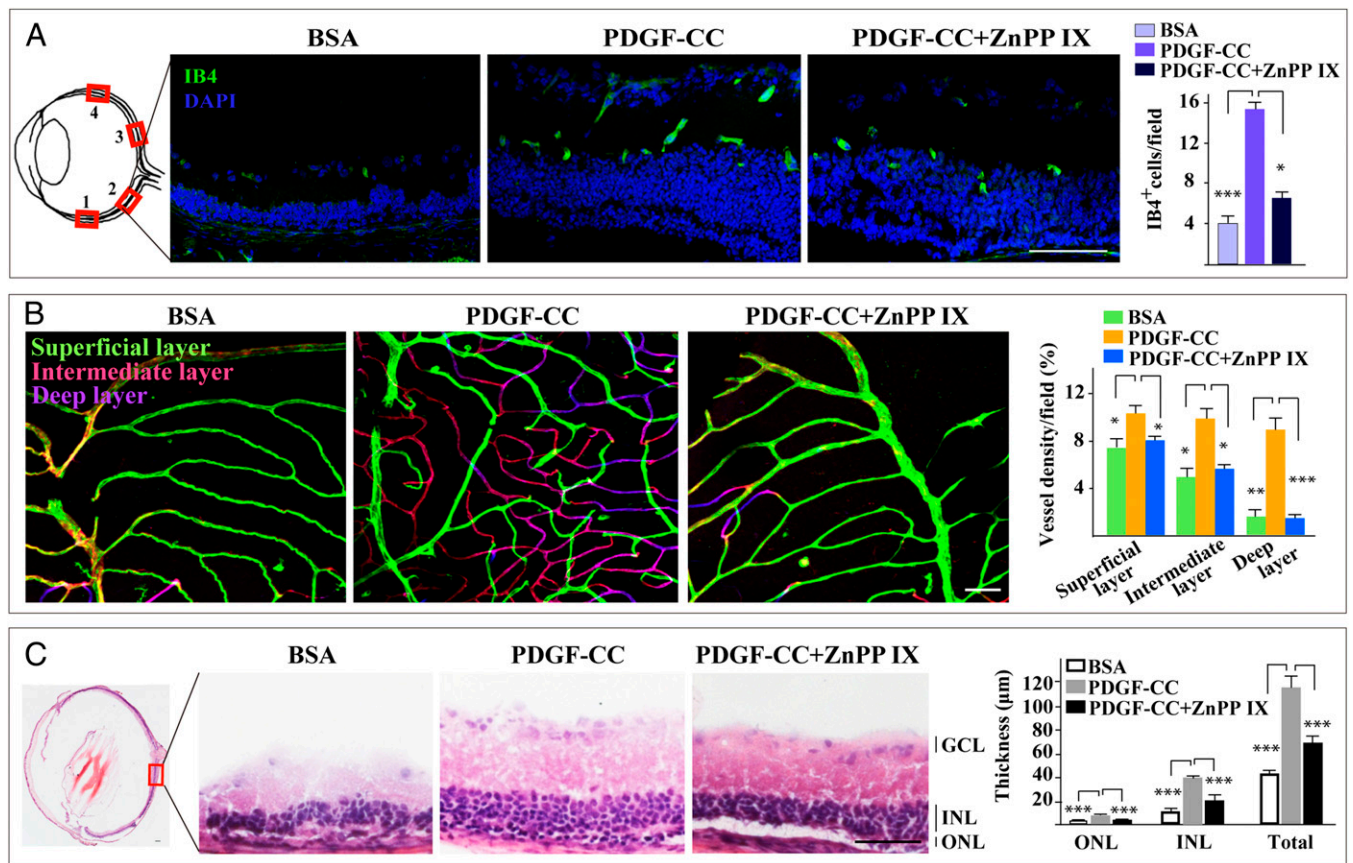 A
BSA
PDGF-CC
PDGF-CC+ZnPP IX
IB4
DAPI
4
3
2
1
BSA
PDGF-CC
PDGF-CC+ZnPP IX
IB4⁺ cells/field
16
8
4
***
*
B
BSA
PDGF-CC
PDGF-CC+ZnPP IX
Superficial layer
Intermediate layer
Deep layer
BSA
PDGF-CC
PDGF-CC+ZnPP IX
Vessel density/field (%)
12
8
4
*
*
*
*
**
***
Superficial layer
Intermediate layer
Deep layer
C
BSA
PDGF-CC
PDGF-CC+ZnPP IX
GCL
INL
ONL
BSA
PDGF-CC
PDGF-CC+ZnPP IX
Thickness (µm)
120
100
80
60
40
20
***
***
***
***
***
***
ONL
INL
Total